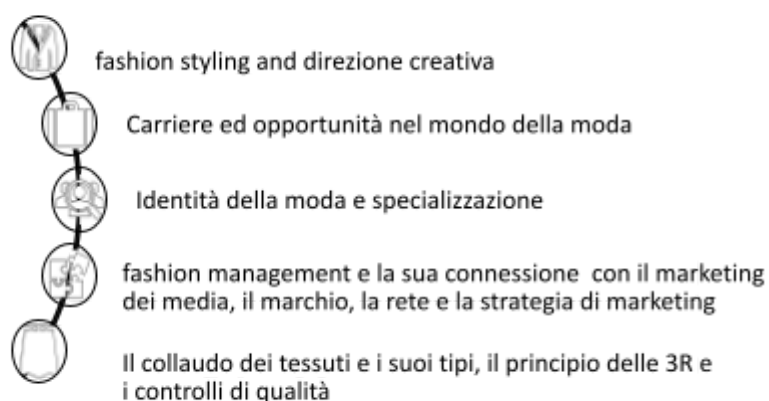 fashion styling and direzione creativa
Carriere ed opportunità nel mondo della moda
Identità della moda e specializzazione
fashion management e la sua connessione con il marketing
dei media, il marchio, la rete e la strategia di marketing
Il collaudo dei tessuti e i suoi tipi, il principio delle 3R e
i controlli di qualità